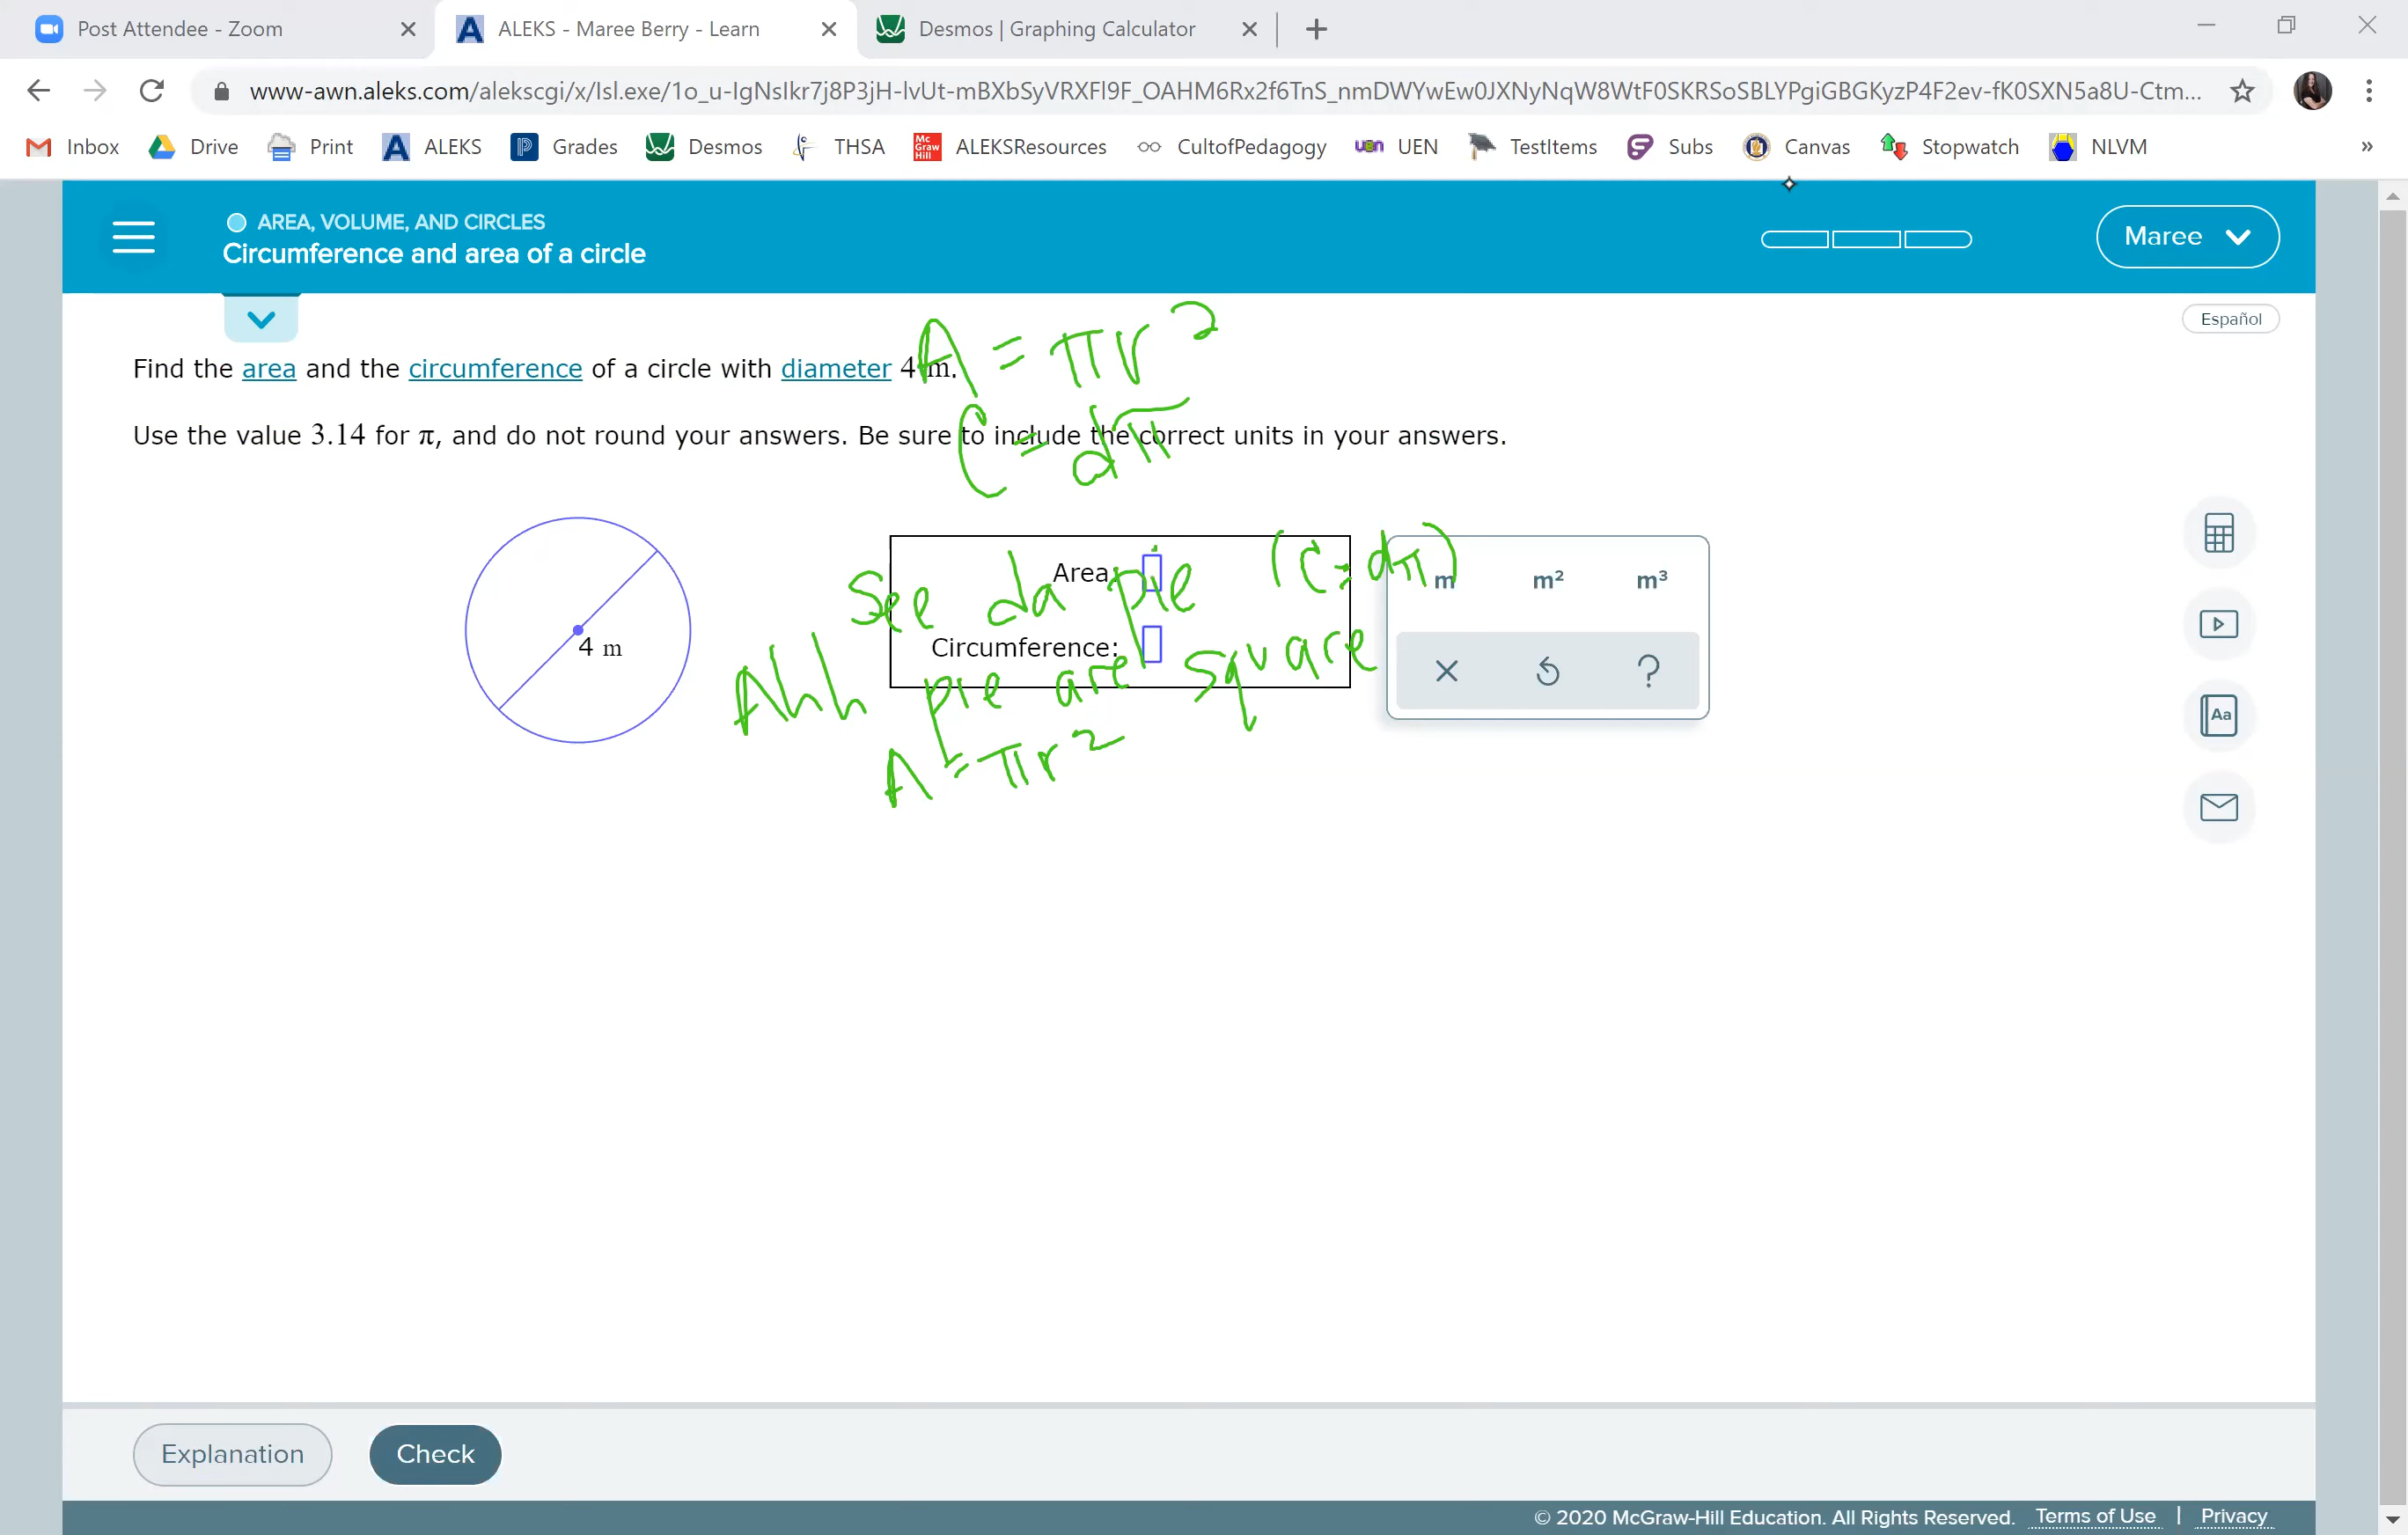 Post Attendee - Zoom
ALEKS - Maree Berry - Learn
Desmos | Graphing Calculator
www-awn.aleks.com/alekscgi/x/Isl.exe/1o_u-IgNsIkr7j8P3jH-lvUt-mBXbSyVRXFl9F_OAHM6Rx2f6TnS_nmDWYwEw0JXNyNqW8WtF0SKRSoSBLYPgiGBGKyzP4F2ev-fK0SXN5a8U-Ctm...
Inbox Drive Print ALEKS Grades Desmos THSA ALEKSResources CultofPedagogy UEN TestItems Subs Canvas Stopwatch NLVM »
AREA, VOLUME, AND CIRCLES
Circumference and area of a circle
Maree
Español
A = πr²
Find the area and the circumference of a circle with diameter 4 m.
C = dπ
Use the value 3.14 for π, and do not round your answers. Be sure to include the correct units in your answers.
4 m
Area:
Circumference:
See da pie (C = dπ)
Ahh pie are square
A = πr²
m m² m³
× ?
Aa
Explanation
Check
© 2020 McGraw-Hill Education. All Rights Reserved. Terms of Use | Privacy